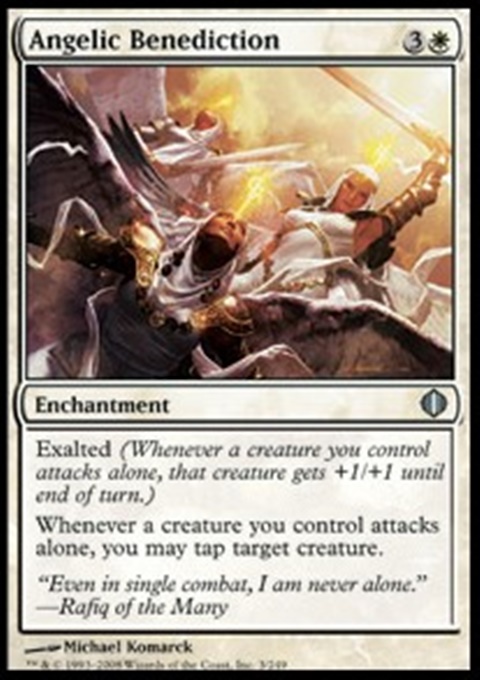 Angelic Benediction 3
Enchantment
Exalted (Whenever a creature you control
attacks alone, that creature gets +1/+1 until
end of turn.)
Whenever a creature you control attacks
alone, you may tap target creature.
“Even in single combat, I am never alone.”
—Rafiq of the Many
Michael Komarck
™ & © 1993–2008 Wizards of the Coast, Inc. 3/249